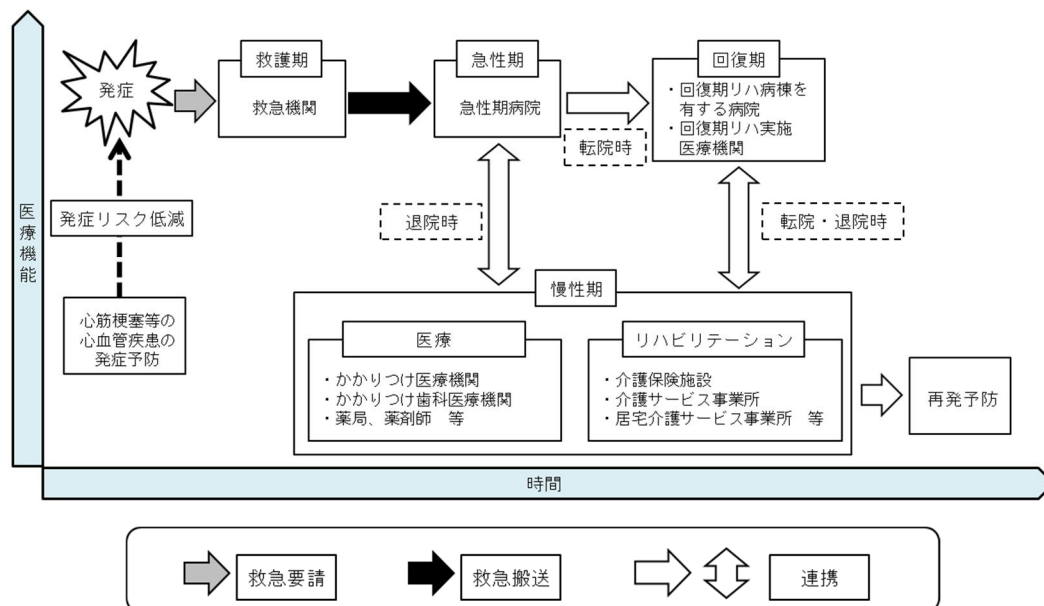 救護期
急性期
回復期
発症
救急機関
急性期病院
・回復期リハ病棟を
有する病院
・回復期リハ実施
医療機関
転院時
医療機能
発症リスク低減
退院時
転院・退院時
慢性期
心筋梗塞等の
心血管疾患の
発症予防
医療
・かかりつけ医療機関
・かかりつけ歯科医療機関
・薬局、薬剤師　等
リハビリテーション
・介護保険施設
・介護サービス事業所
・居宅介護サービス事業所　等
再発予防
時間
救急要請
救急搬送
連携